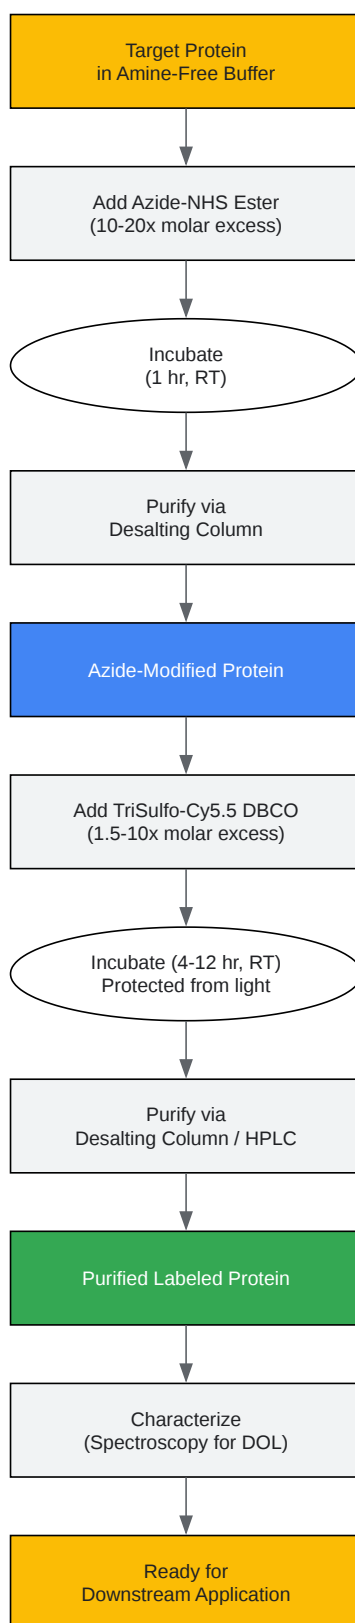 Target Protein
in Amine-Free Buffer
Add Azide-NHS Ester
(10-20x molar excess)
Incubate
(1 hr, RT)
Purify via
Desalting Column
Azide-Modified Protein
Add TriSulfo-Cy5.5 DBCO
(1.5-10x molar excess)
Incubate (4-12 hr, RT)
Protected from light
Purify via
Desalting Column / HPLC
Purified Labeled Protein
Characterize
(Spectroscopy for DOL)
Ready for
Downstream Application